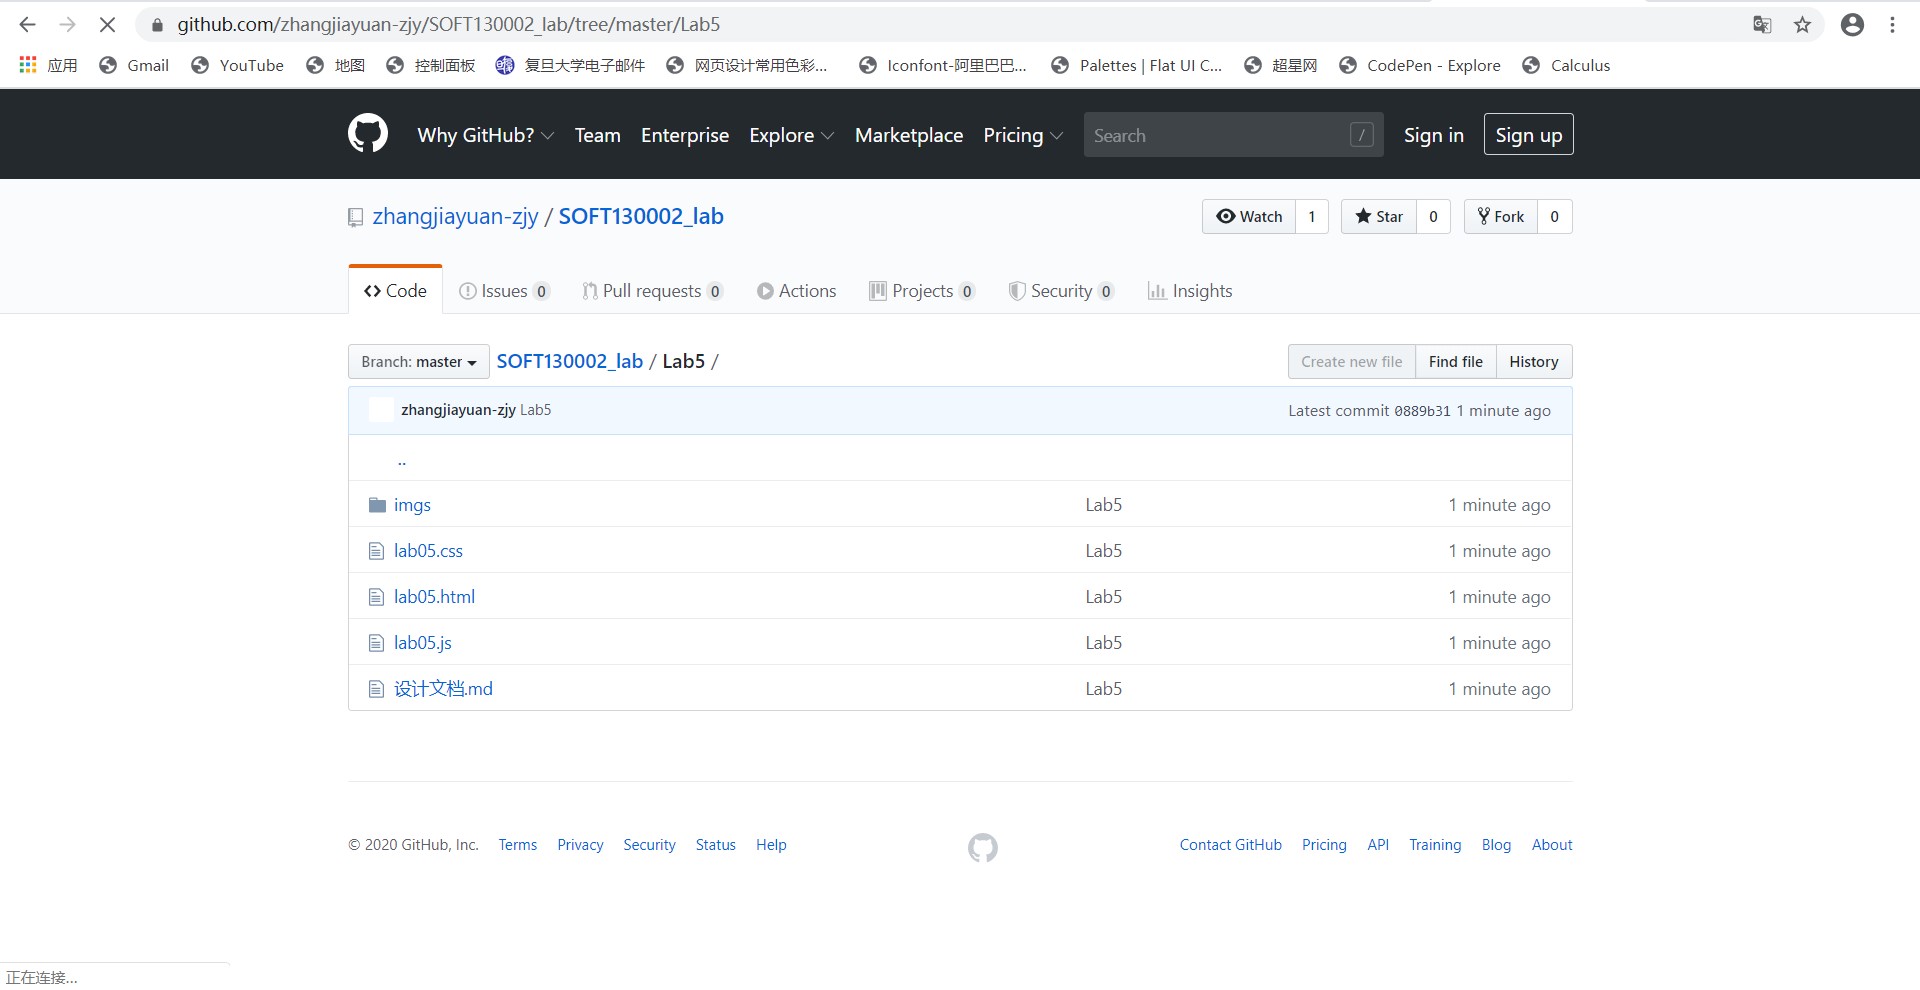 github.com/zhangjiayuan-zjy/SOFT130002_lab/tree/master/Lab5
应用 Gmail YouTube 地图 控制面板 复旦大学电子邮件 网页设计常用色彩... Iconfont-阿里巴巴... Palettes | Flat UI C... 超星网 CodePen - Explore Calculus
Why GitHub? Team Enterprise Explore Marketplace Pricing Search / Sign in Sign up
zhangjiayuan-zjy / SOFT130002_lab Watch 1 Star 0 Fork 0
Code Issues 0 Pull requests 0 Actions Projects 0 Security 0 Insights
Branch: master SOFT130002_lab / Lab5 / Create new file Find file History
zhangjiayuan-zjy Lab5 Latest commit 0889b31 1 minute ago
..
imgs Lab5 1 minute ago
lab05.css Lab5 1 minute ago
lab05.html Lab5 1 minute ago
lab05.js Lab5 1 minute ago
设计文档.md Lab5 1 minute ago
© 2020 GitHub, Inc. Terms Privacy Security Status Help Contact GitHub Pricing API Training Blog About
正在连接...